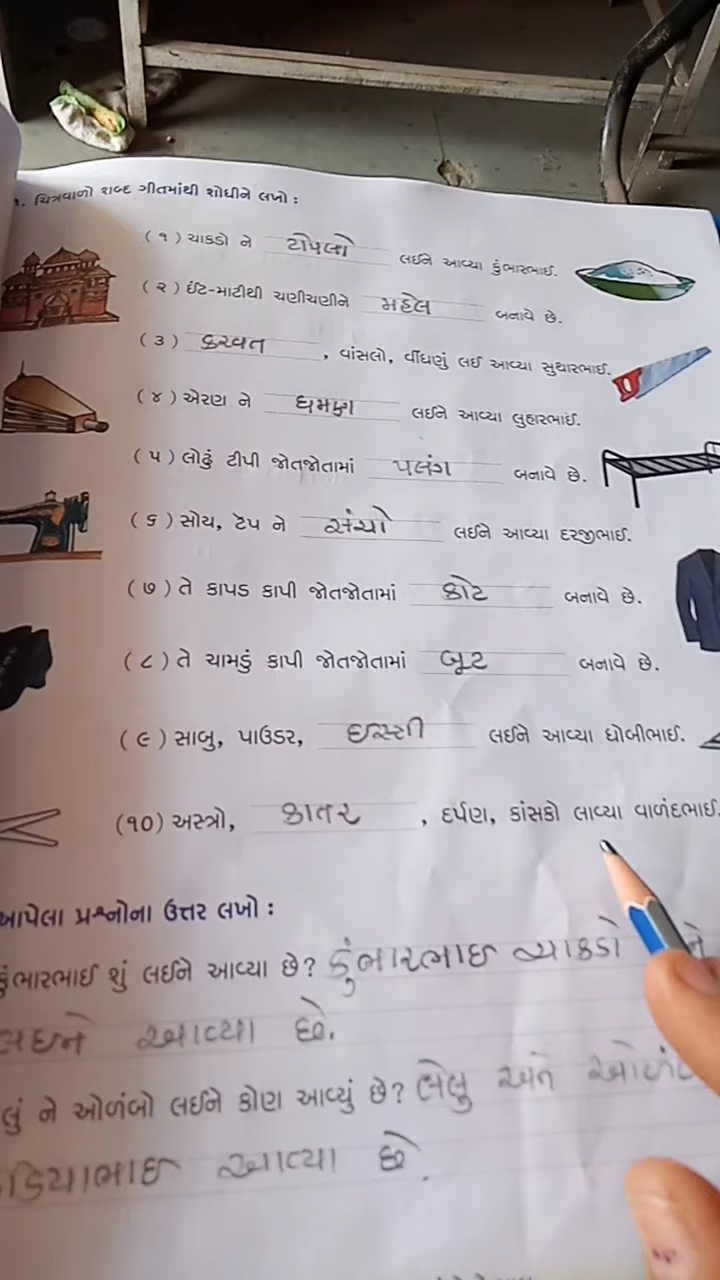 ૧. ચિત્રવાળો શબ્દ ગીતમાંથી શોધીને લખો :
(૧) ચાકડો ને ટોપલો લઈને આવ્યા કુંભારભાઈ.
(૨) ઈંટ-માટીથી ચણીચણીને મહેલ બનાવે છે.
(૩) કરવત , વાંસલો, વીંધણું લઈ આવ્યા સુથારભાઈ.
(૪) એરણ ને ધમણ લઈને આવ્યા લુહારભાઈ.
(૫) લોઢું ટીપી જોતજોતામાં પલંગ બનાવે છે.
(૬) સોય, ટેપ ને સંચો લઈને આવ્યા દરજીભાઈ.
(૭) તે કાપડ કાપી જોતજોતામાં કોટ બનાવે છે.
(૮) તે ચામડું કાપી જોતજોતામાં બૂટ બનાવે છે.
(૯) સાબુ, પાઉડર, ઇસ્ત્રી લઈને આવ્યા ધોબીભાઈ.
(૧૦) અસ્ત્રો, કાતર , દર્પણ, કાંસકો લાવ્યા વાળંદભાઈ.
આપેલા પ્રશ્નોના ઉત્તર લખો :
કુંભારભાઈ શું લઈને આવ્યા છે? કુંભારભાઇ ચાકડો ને
લઇને આવ્યા છે.
ને ઓળંબો લઈને કોણ આવ્યું છે? લેલુ અને
આવ્યા છે.